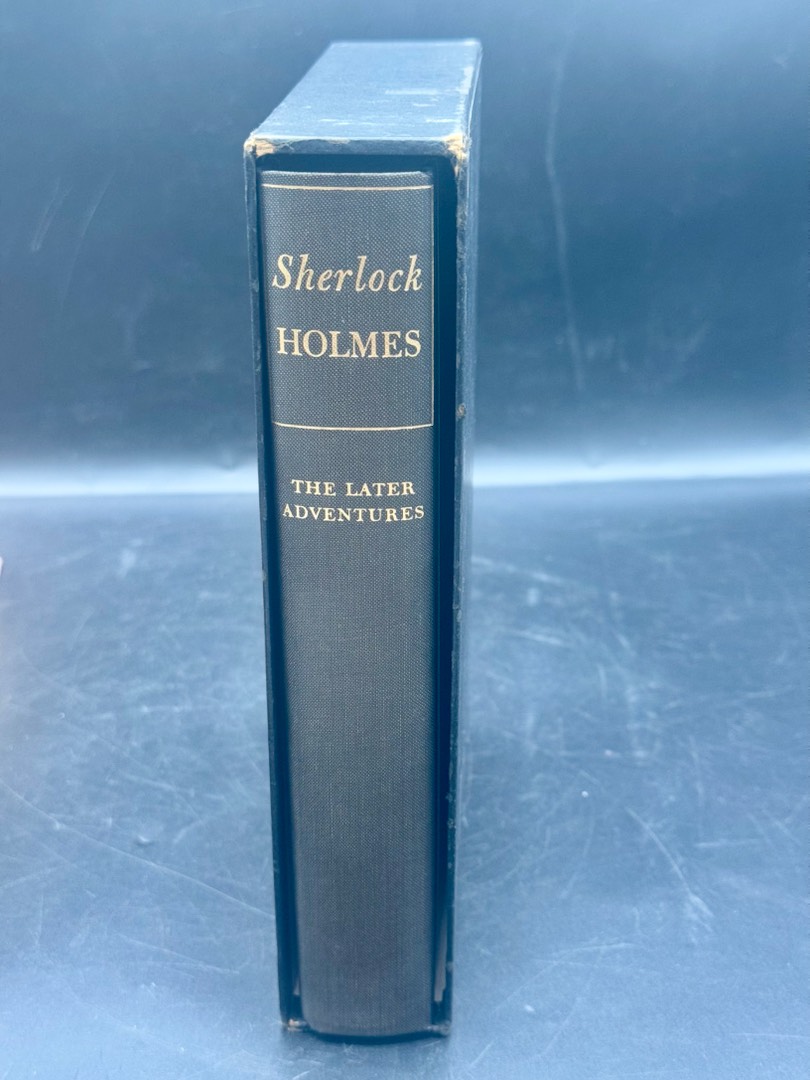 Sherlock
HOLMES
THE LATER
ADVENTURES